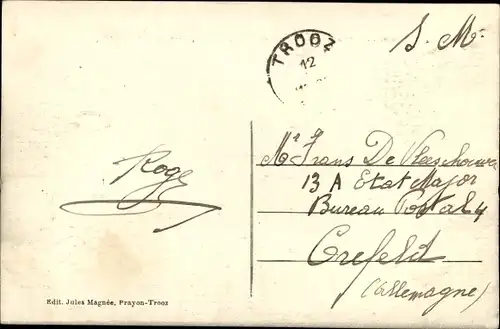 S. M.
TROOZ
12
Mr Frans De Vleeschouwer
13 A Etat Major
Bureau Postal 4
Crefeld
(Allemagne)
Roger
Edit. Jules Magnée, Prayon-Trooz